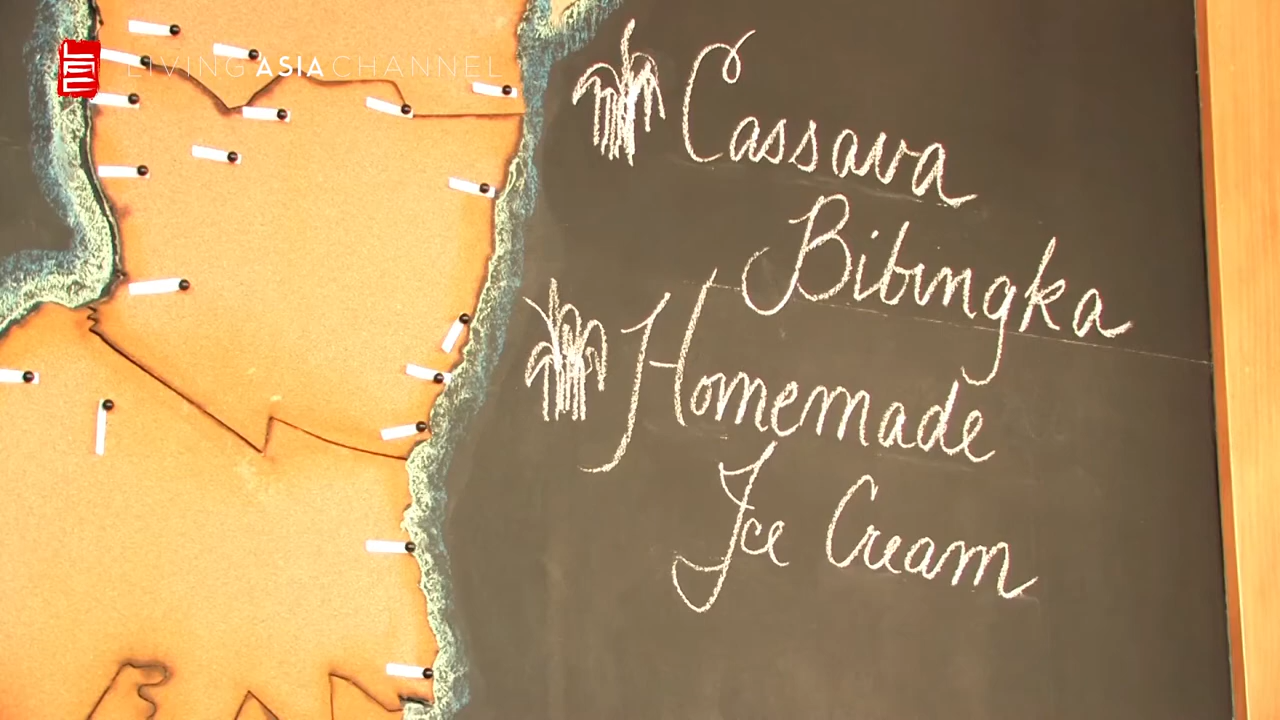 LIVING ASIA CHANNEL
Cassava
Bibingka
Homemade
Ice Cream